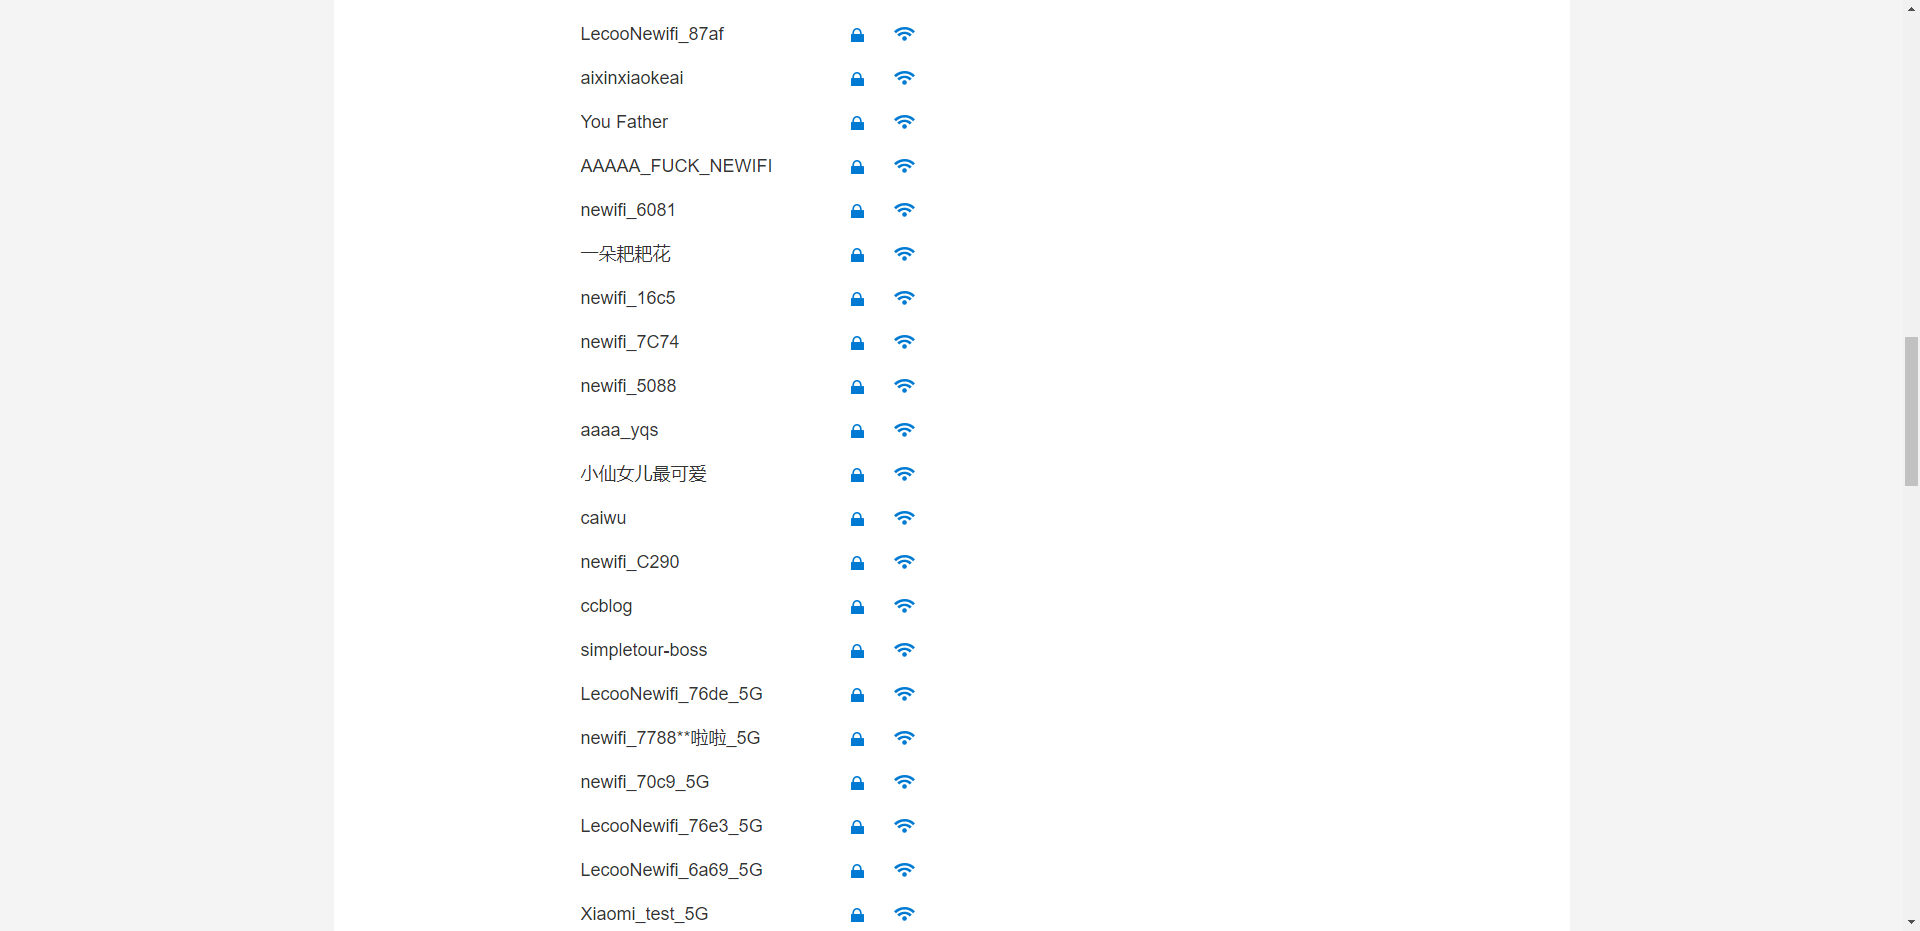 LecooNewifi_87af
aixinxiaokeai
You Father
AAAAA_FUCK_NEWIFI
newifi_6081
一朵耙耙花
newifi_16c5
newifi_7C74
newifi_5088
aaaa_yqs
小仙女儿最可爱
caiwu
newifi_C290
ccblog
simpletour-boss
LecooNewifi_76de_5G
newifi_7788**啦啦_5G
newifi_70c9_5G
LecooNewifi_76e3_5G
LecooNewifi_6a69_5G
Xiaomi_test_5G